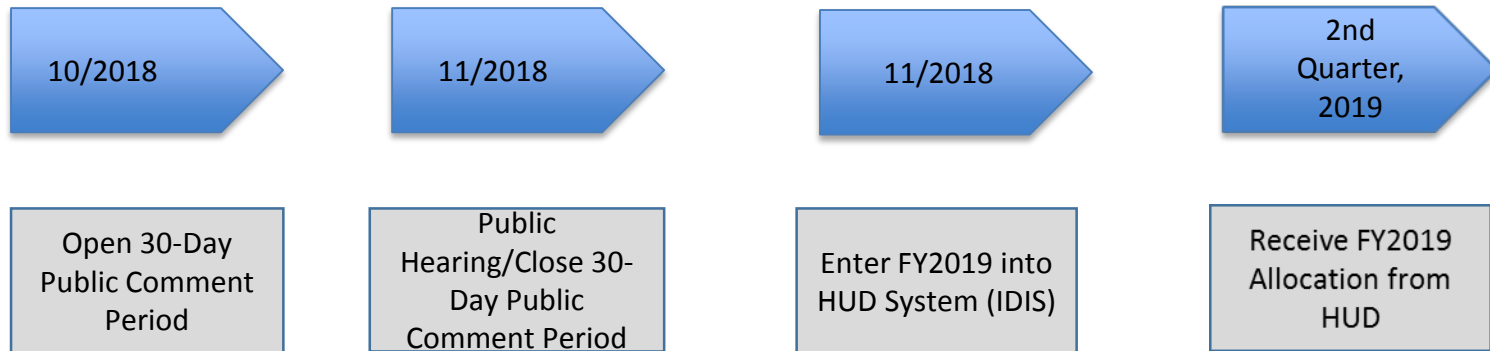 10/2018
11/2018
11/2018
2nd
Quarter,
2019
Open 30-Day
Public Comment
Period
Public
Hearing/Close 30-
Day Public
Comment Period
Enter FY2019 into
HUD System (IDIS)
Receive FY2019
Allocation from
HUD